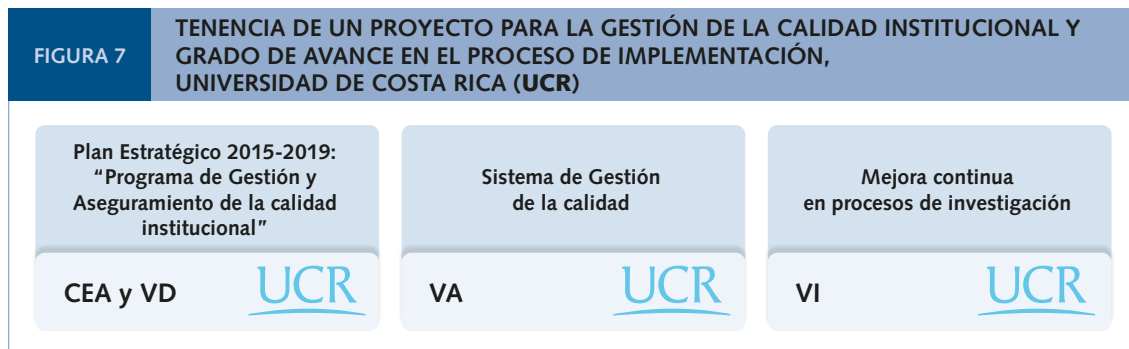 FIGURA 7
TENENCIA DE UN PROYECTO PARA LA GESTIÓN DE LA CALIDAD INSTITUCIONAL Y
GRADO DE AVANCE EN EL PROCESO DE IMPLEMENTACIÓN,
UNIVERSIDAD DE COSTA RICA (UCR)
Plan Estratégico 2015-2019:
“Programa de Gestión y
Aseguramiento de la calidad
institucional”
CEA y VD
UCR
Sistema de Gestión
de la calidad
VA
UCR
Mejora continua
en procesos de investigación
VI
UCR